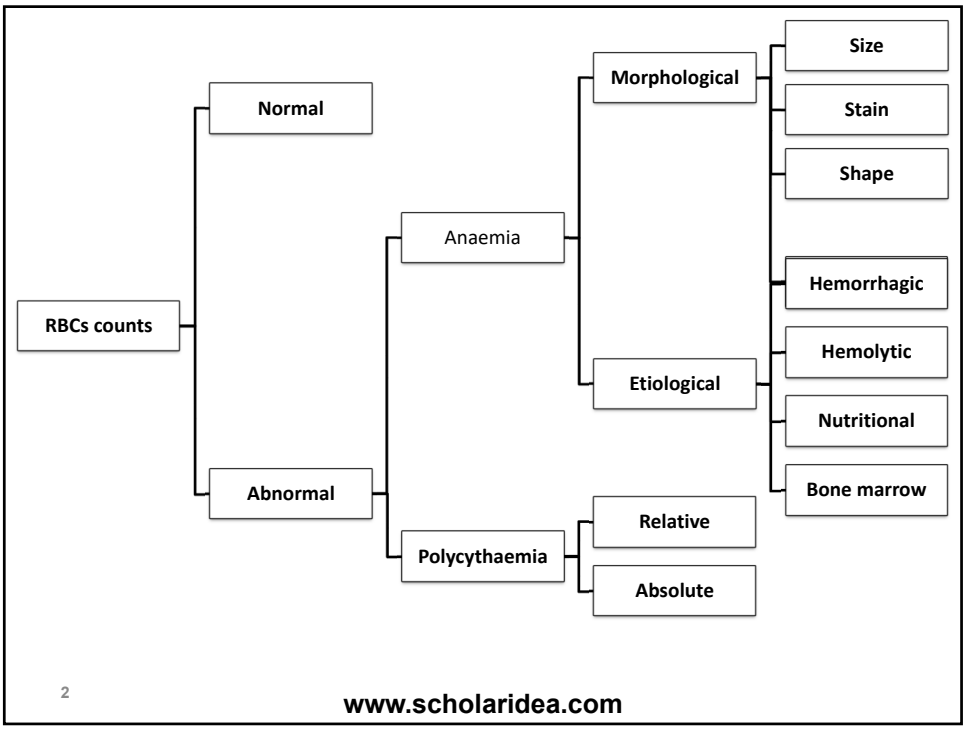 Size
Morphological
Stain
Normal
Shape
Anaemia
Hemorrhagic
RBCs counts
Hemolytic
Etiological
Nutritional
Abnormal
Bone marrow
Relative
Polycythaemia
Absolute
2
www.scholaridea.com